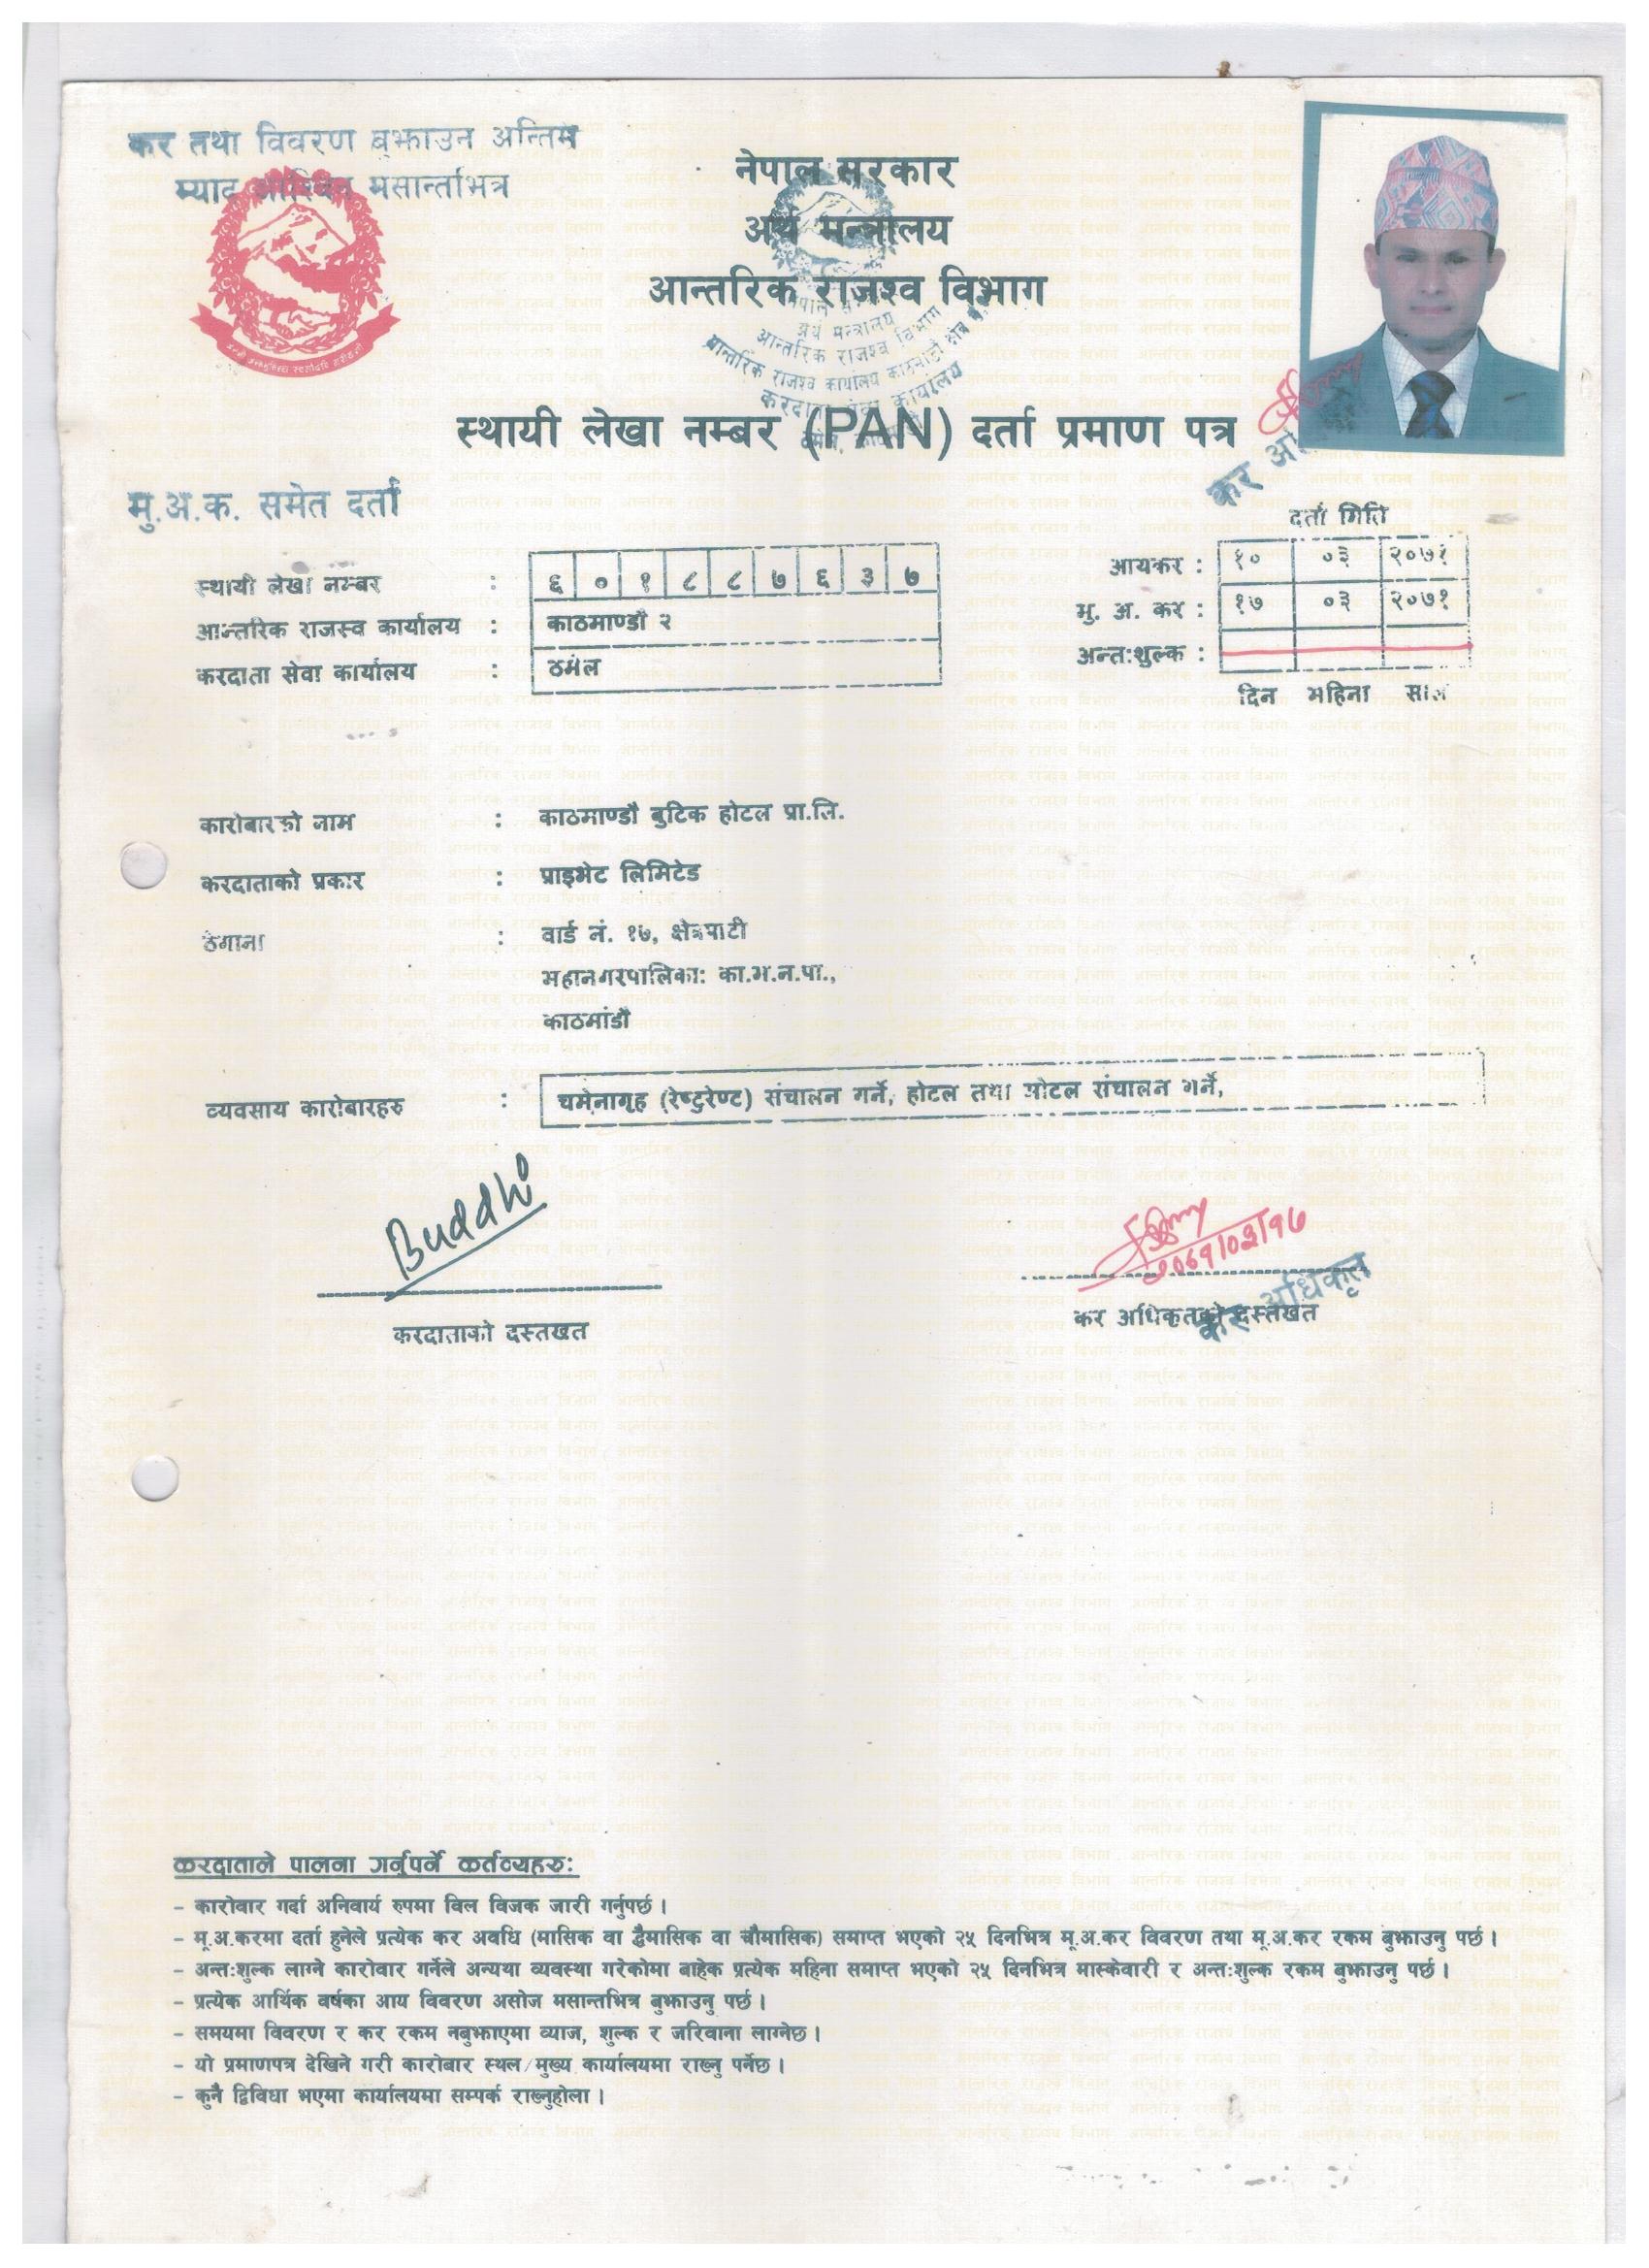 कर तथा विवरण बुझाउन अन्तिम
म्याद आश्विन मसान्तभित्र
नेपाल सरकार
अर्थ मन्त्रालय
आन्तरिक राजश्व विभाग
नेपाल
अर्थ मन्त्रालय
आन्तरिक राजश्व विभाग
आन्तरिक राजश्व कार्यालय काठमाडौं क्षेत्र
करदाता सेवा कार्यालय
स्थायी लेखा नम्बर (PAN) दर्ता प्रमाण पत्र
कर
मु.अ.क. समेत दर्ता
दर्ता मिति
स्थायी लेखा नम्बर : ६ ० १ ८ ८ ७ ६ ३ ७
आयकर : १० ०३ २०७१
आन्तरिक राजस्व कार्यालय : काठमाण्डौ २
मु. अ. कर : १७ ०३ २०७१
करदाता सेवा कार्यालय : ठमेल
अन्तःशुल्क :
दिन महिना साल
कारोबारको नाम : काठमाण्डौ बुटिक होटल प्रा.लि.
करदाताको प्रकार : प्राइभेट लिमिटेड
ठेगाना : वार्ड नं. १७, क्षेत्रपाटी
महानगरपालिका: का.म.न.पा.,
काठमांडौ
व्यवसाय कारोबारहरु : चमेनागृह (रेष्टुरेण्ट) संचालन गर्ने, होटल तथा मोटल संचालन गर्ने,
Buddhi
२०७१/०३/१७
करदाताको दस्तखत
कर अधिकृतको दस्तखत
कर अधिकृत
करदाताले पालना गर्नुपर्ने कर्तव्यहरु:
– कारोवार गर्दा अनिवार्य रुपमा विल विजक जारी गर्नुपर्छ ।
– मू.अ.करमा दर्ता हुनेले प्रत्येक कर अवधि (मासिक वा द्वैमासिक वा चौमासिक) समाप्त भएको २५ दिनभित्र मू.अ.कर विवरण तथा मू.अ.कर रकम बुझाउनु पर्छ ।
– अन्तःशुल्क लाग्ने कारोवार गर्नेले अन्यथा व्यवस्था गरेकोमा बाहेक प्रत्येक महिना समाप्त भएको २५ दिनभित्र मास्केवारी र अन्तःशुल्क रकम बुझाउनु पर्छ ।
– प्रत्येक आर्थिक वर्षका आय विवरण असोज मसान्तभित्र बुझाउनु पर्छ ।
– समयमा विवरण र कर रकम नबुझाएमा व्याज, शुल्क र जरिवाना लाग्नेछ ।
– यो प्रमाणपत्र देखिने गरी कारोबार स्थल/मुख्य कार्यालयमा राख्नु पर्नेछ ।
– कुनै द्विविधा भएमा कार्यालयमा सम्पर्क राख्नुहोला ।